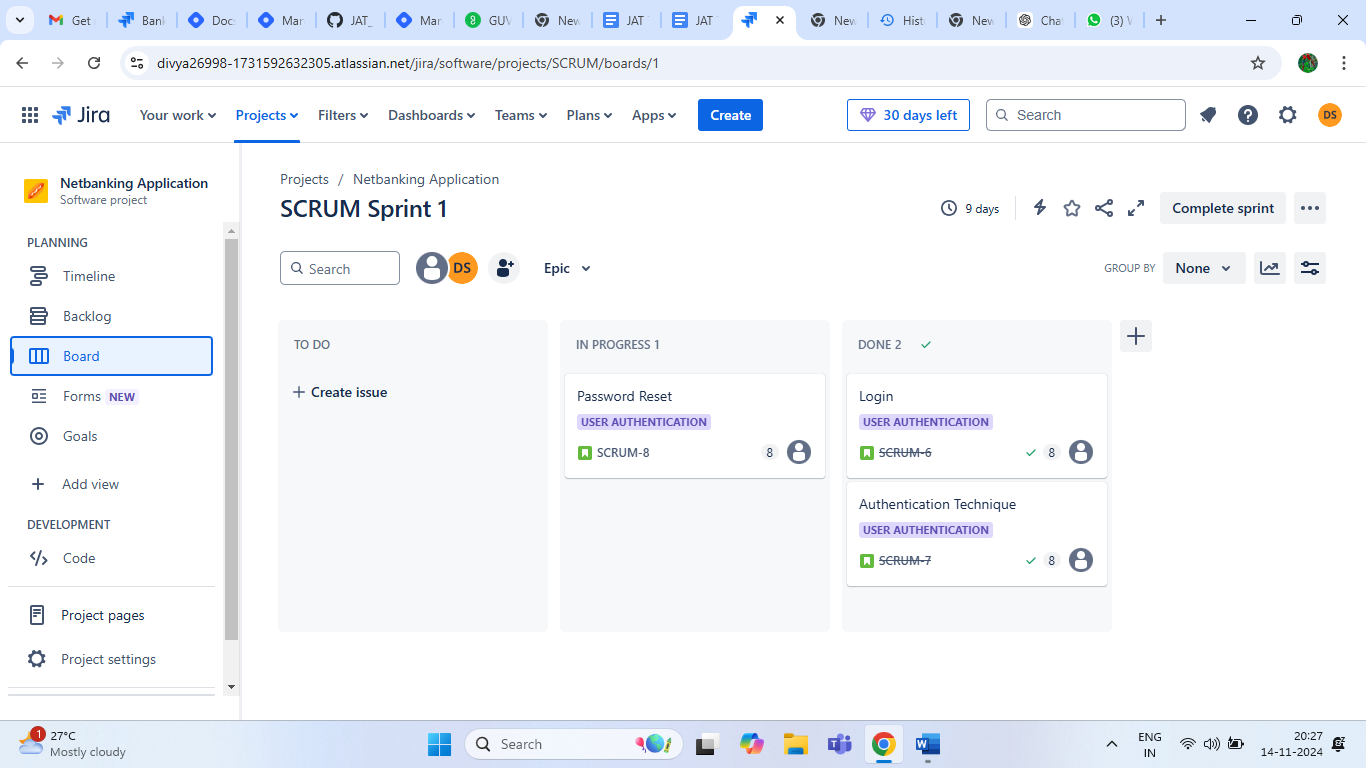 Get
Bank
Docs
Mar
JAT_
Mar
GUV
New
JAT
JAT
New
Hist
New
Cha
(3) W
divya26998-1731592632305.atlassian.net/jira/software/projects/SCRUM/boards/1
Jira
Your work
Projects
Filters
Dashboards
Teams
Plans
Apps
Create
30 days left
Search
DS
Netbanking Application
Software project
PLANNING
Timeline
Backlog
Board
Forms NEW
Goals
Add view
DEVELOPMENT
Code
Project pages
Project settings
Projects / Netbanking Application
SCRUM Sprint 1
9 days
Complete sprint
Search
DS
Epic
GROUP BY
None
TO DO
Create issue
IN PROGRESS 1
Password Reset
USER AUTHENTICATION
SCRUM-8 8
DONE 2
Login
USER AUTHENTICATION
SCRUM-6 8
Authentication Technique
USER AUTHENTICATION
SCRUM-7 8
1
27°C
Mostly cloudy
Search
ENG
IN
20:27
14-11-2024